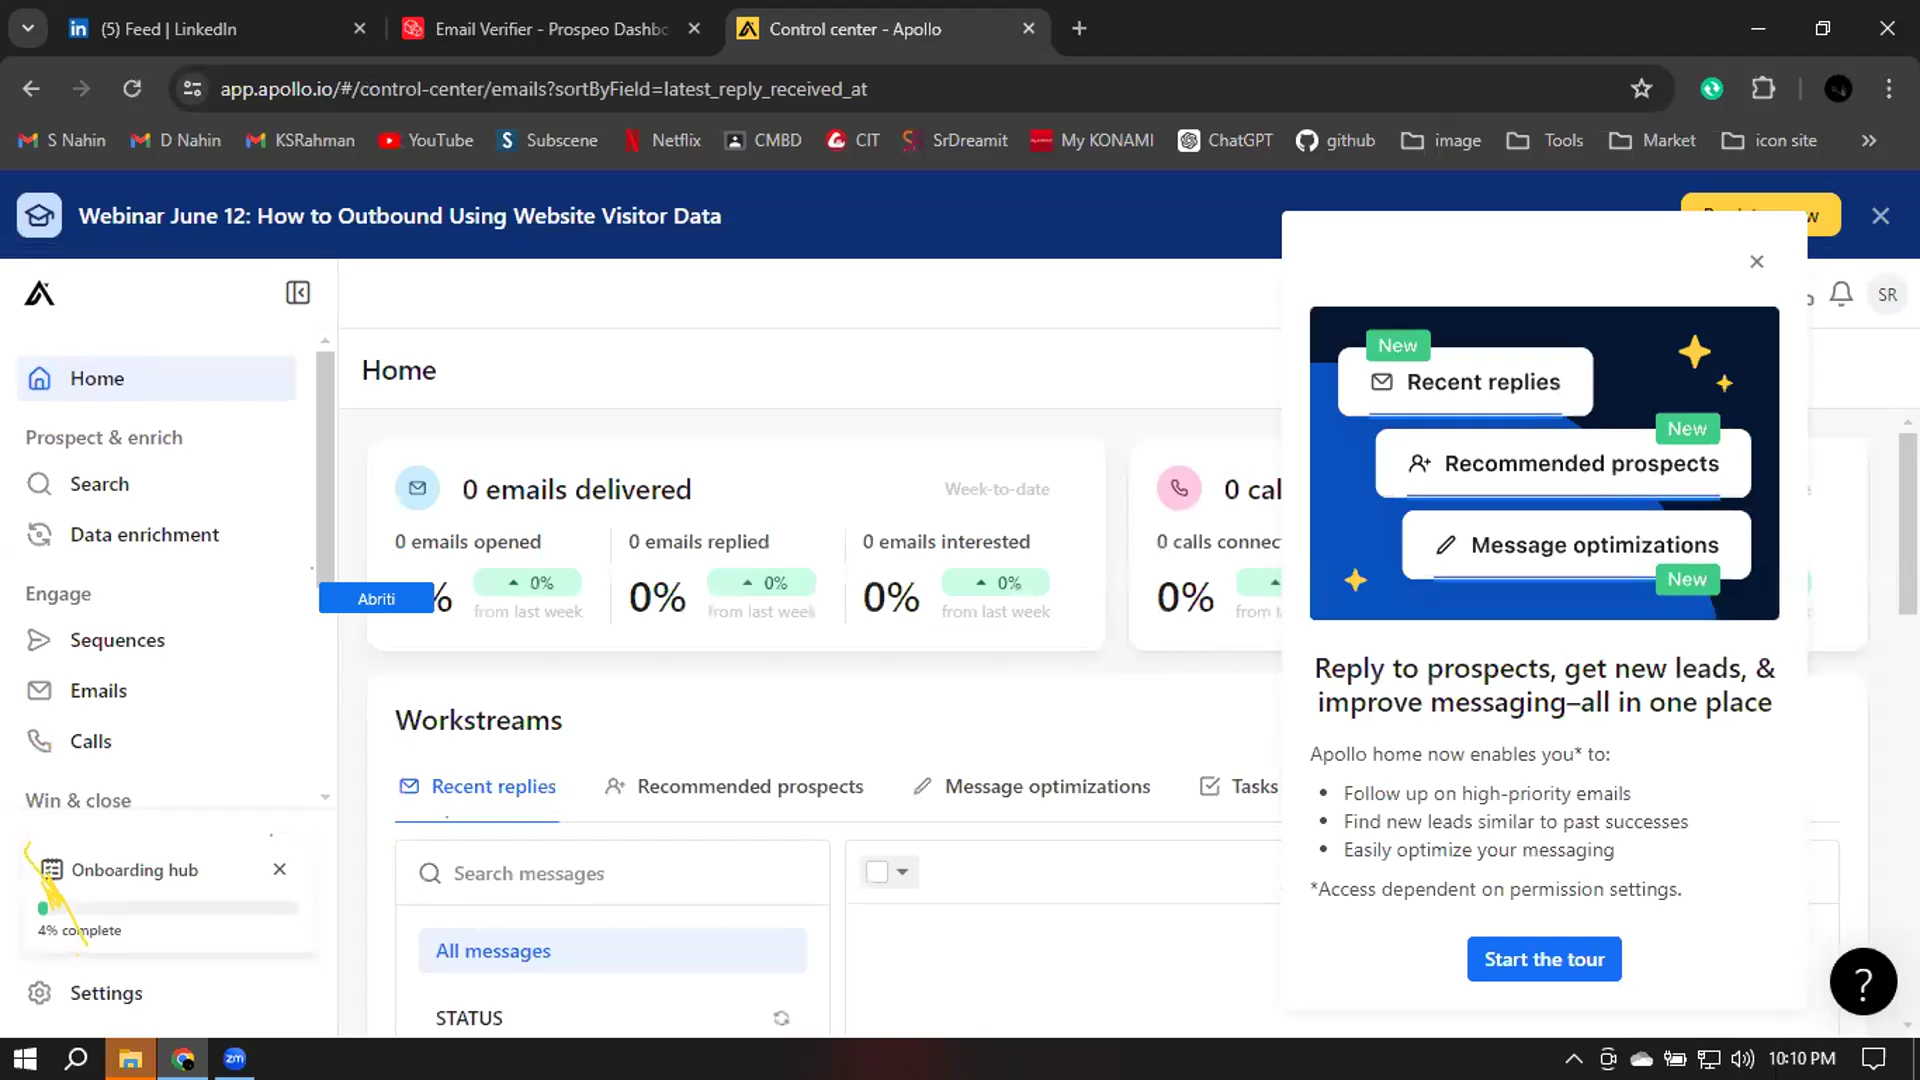 (5) Feed | LinkedIn
Email Verifier - Prospeo Dashbo
Control center - Apollo
app.apollo.io/#/control-center/emails?sortByField=latest_reply_received_at
S Nahin
D Nahin
KSRahman
YouTube
Subscene
Netflix
CMBD
CIT
SrDreamit
My KONAMI
ChatGPT
github
image
Tools
Market
icon site
Webinar June 12: How to Outbound Using Website Visitor Data
SR
Home
Prospect & enrich
Search
Data enrichment
Engage
Sequences
Emails
Calls
Win & close
Onboarding hub
4% complete
Settings
Abriti
Home
0 emails delivered
Week-to-date
0 emails opened
0 emails replied
0 emails interested
%
0%
0%
0%
0%
0%
from last week
from last week
from last week
0 cal
0 calls connec
0%
from l
Workstreams
Recent replies
Recommended prospects
Message optimizations
Tasks
Search messages
All messages
STATUS
New
Recent replies
New
Recommended prospects
Message optimizations
New
Reply to prospects, get new leads, &
improve messaging–all in one place
Apollo home now enables you* to:
• Follow up on high-priority emails
• Find new leads similar to past successes
• Easily optimize your messaging
*Access dependent on permission settings.
Start the tour
?
zm
10:10 PM